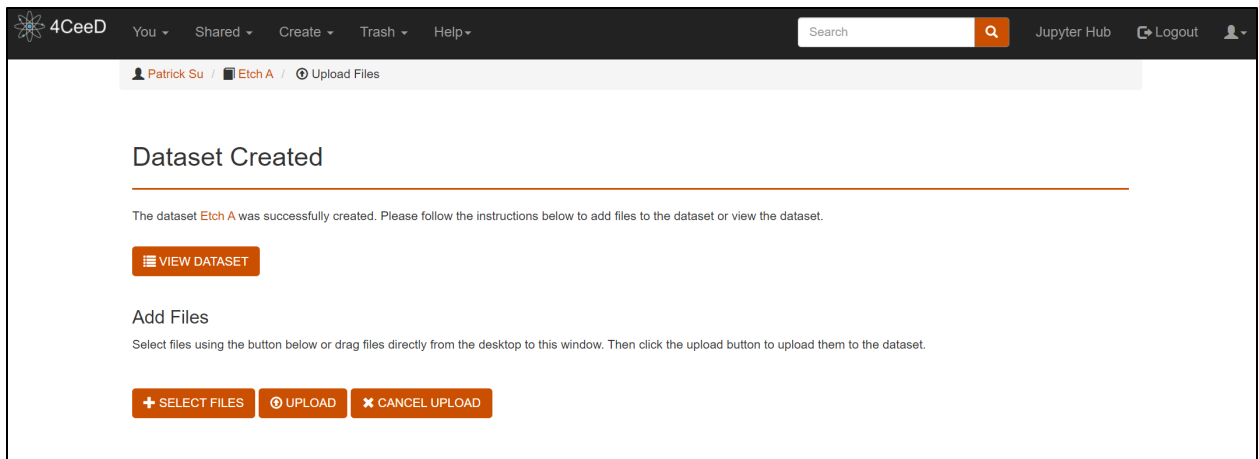 4CeeD You Shared Create Trash Help Search Jupyter Hub Logout
Patrick Su / Etch A / Upload Files
Dataset Created
The dataset Etch A was successfully created. Please follow the instructions below to add files to the dataset or view the dataset.
VIEW DATASET
Add Files
Select files using the button below or drag files directly from the desktop to this window. Then click the upload button to upload them to the dataset.
SELECT FILES UPLOAD CANCEL UPLOAD